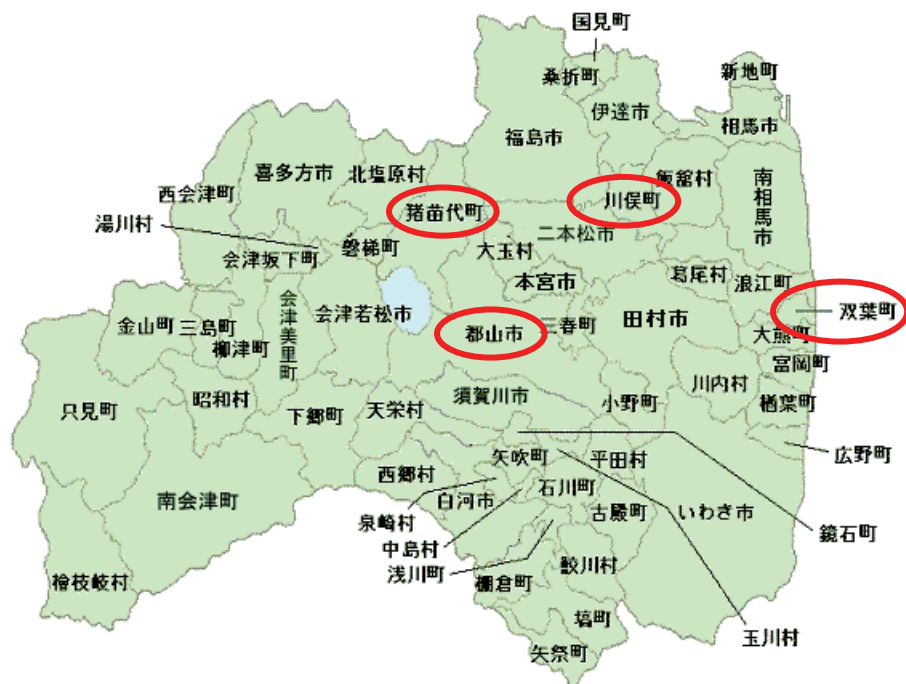 国見町
桑折町
新地町
伊達市
相馬市
福島市
喜多方市
北塩原村
飯舘村
西会津町
南相馬市
川俣町
猪苗代町
湯川村
二本松市
磐梯町
大玉村
会津坂下町
葛尾村
浪江町
本宮市
双葉町
会津若松市
会津美里町
金山町
三島町
郡山市
三春町
田村市
大熊町
柳津町
富岡町
川内村
昭和村
須賀川市
只見町
下郷町
天栄村
小野町
楢葉町
広野町
矢吹町
平田村
西郷村
石川町
南会津町
白河市
古殿町
いわき市
泉崎村
鏡石町
中島村
浅川町
鮫川村
檜枝岐村
棚倉町
塙町
玉川村
矢祭町